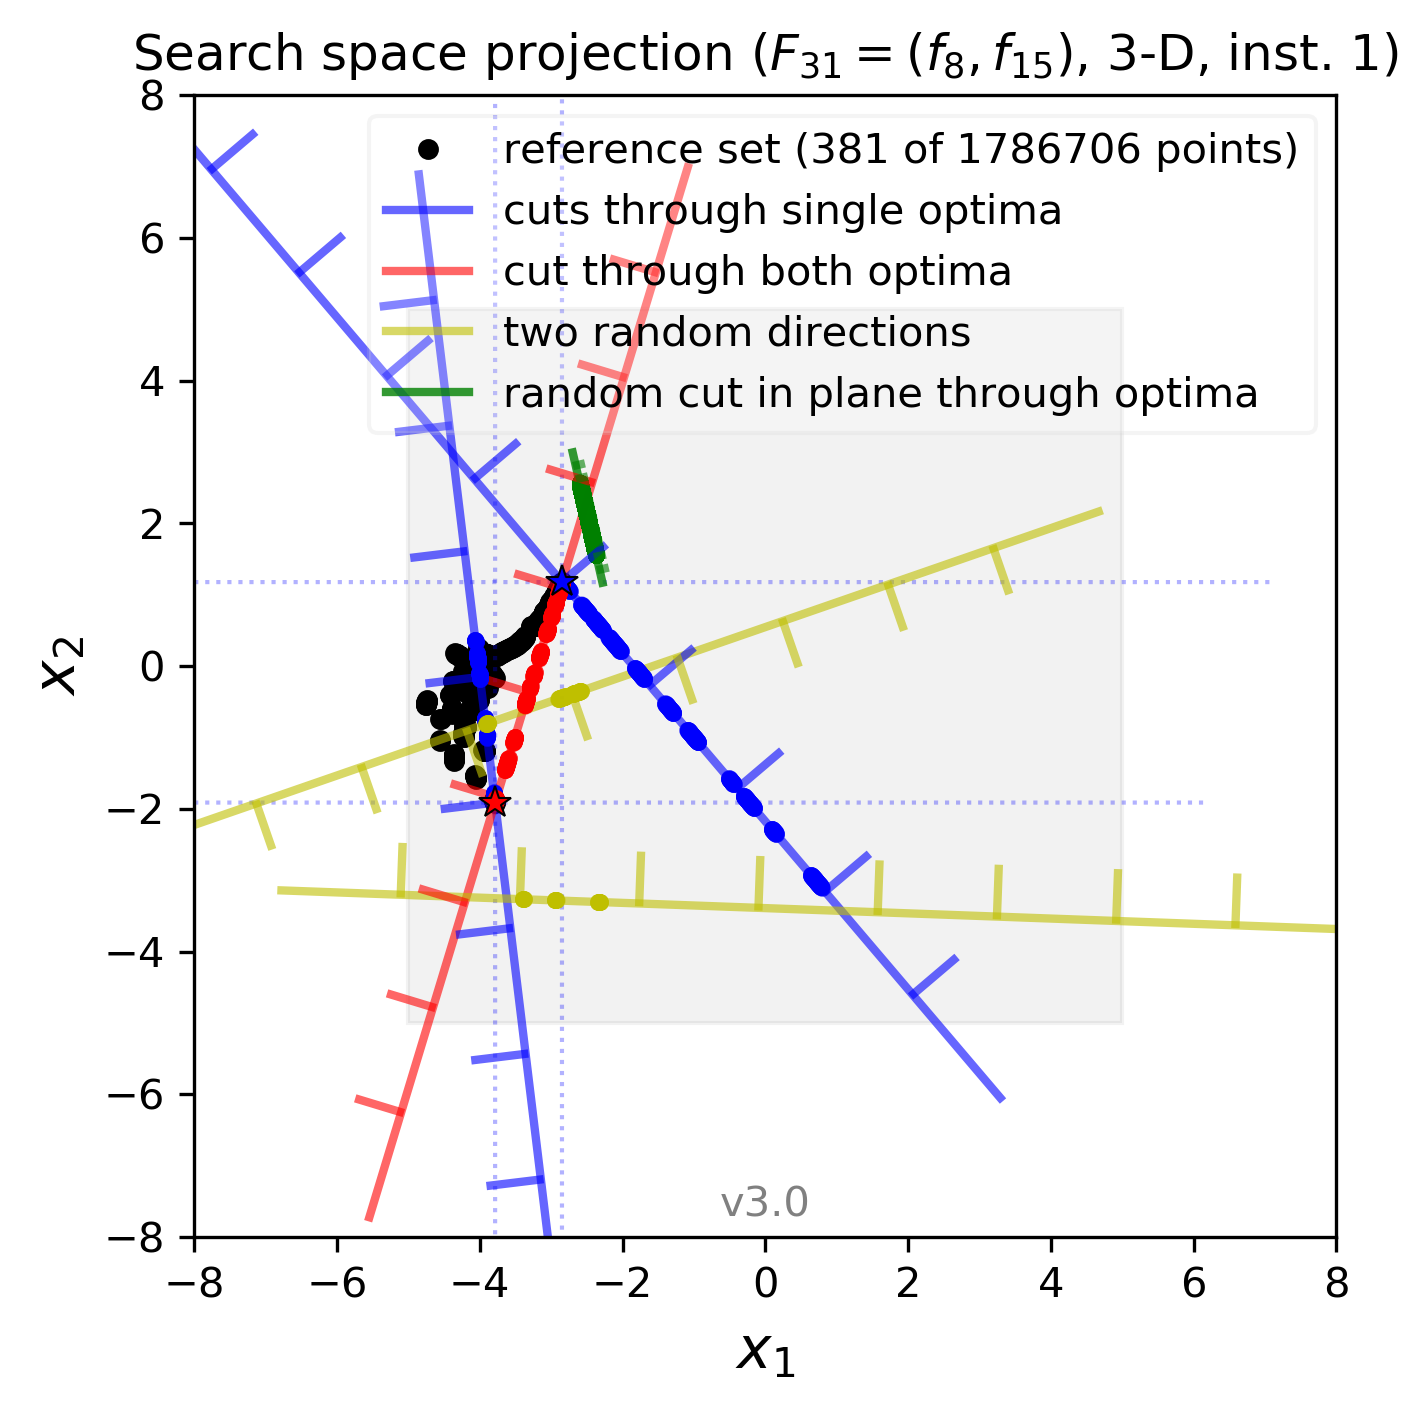 Search space projection (F₃₁ = (f₈, f₁₅), 3-D, inst. 1)
8
reference set (381 of 1786706 points)
cuts through single optima
6
cut through both optima
two random directions
4
random cut in plane through optima
2
x₂
0
−2
−4
−6
v3.0
−8
−8 −6 −4 −2 0 2 4 6 8
x₁